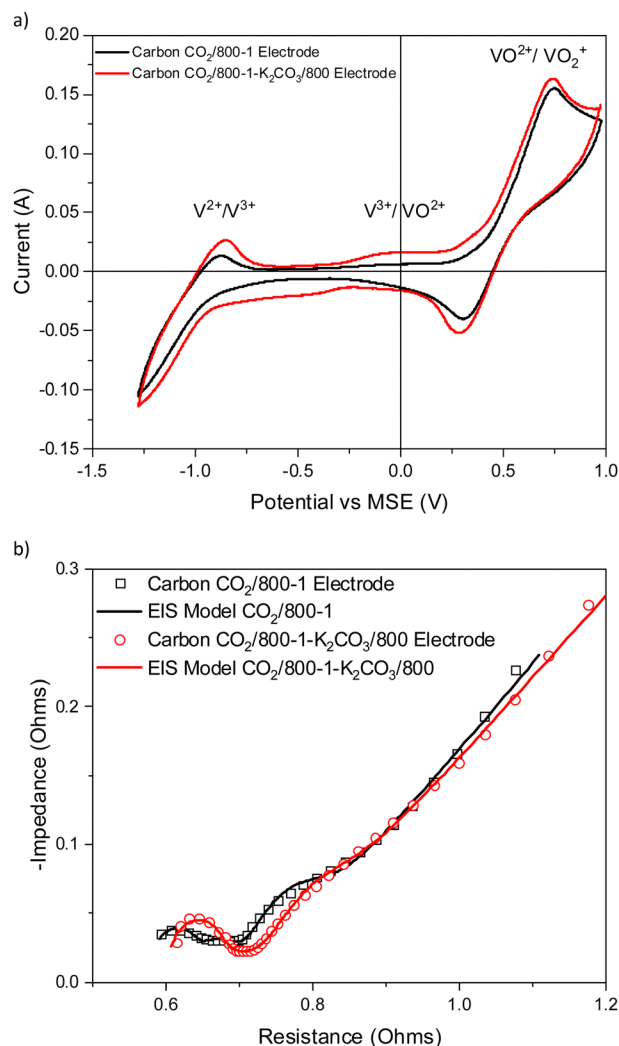 a)
0.20
0.15
0.10
0.05
0.00
-0.05
-0.10
-0.15
Current (A)
Carbon CO₂/800-1 Electrode
Carbon CO₂/800-1-K₂CO₃/800 Electrode
VO²⁺/ VO₂⁺
V²⁺/V³⁺
V³⁺/ VO²⁺
-1.5 -1.0 -0.5 0.0 0.5 1.0
Potential vs MSE (V)
b)
0.3
0.2
0.1
0.0
-Impedance (Ohms)
Carbon CO₂/800-1 Electrode
EIS Model CO₂/800-1
Carbon CO₂/800-1-K₂CO₃/800 Electrode
EIS Model CO₂/800-1-K₂CO₃/800
0.6 0.8 1.0 1.2
Resistance (Ohms)